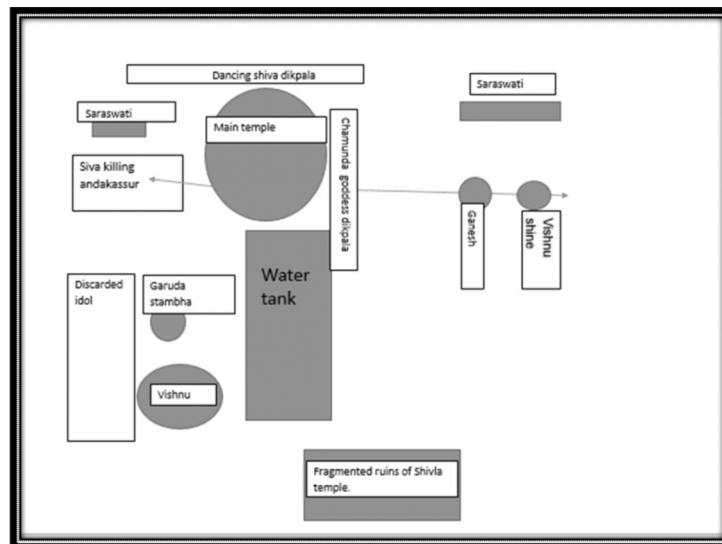 Dancing shiva dikpala
Saraswati
Saraswati
Main temple
Chamunda goddess dikpala
Siva killing
andakassur
Ganesh
Vishnu
shine
Water
tank
Discarded
idol
Garuda
stambha
Vishnu
Fragmented ruins of Shivla
temple.